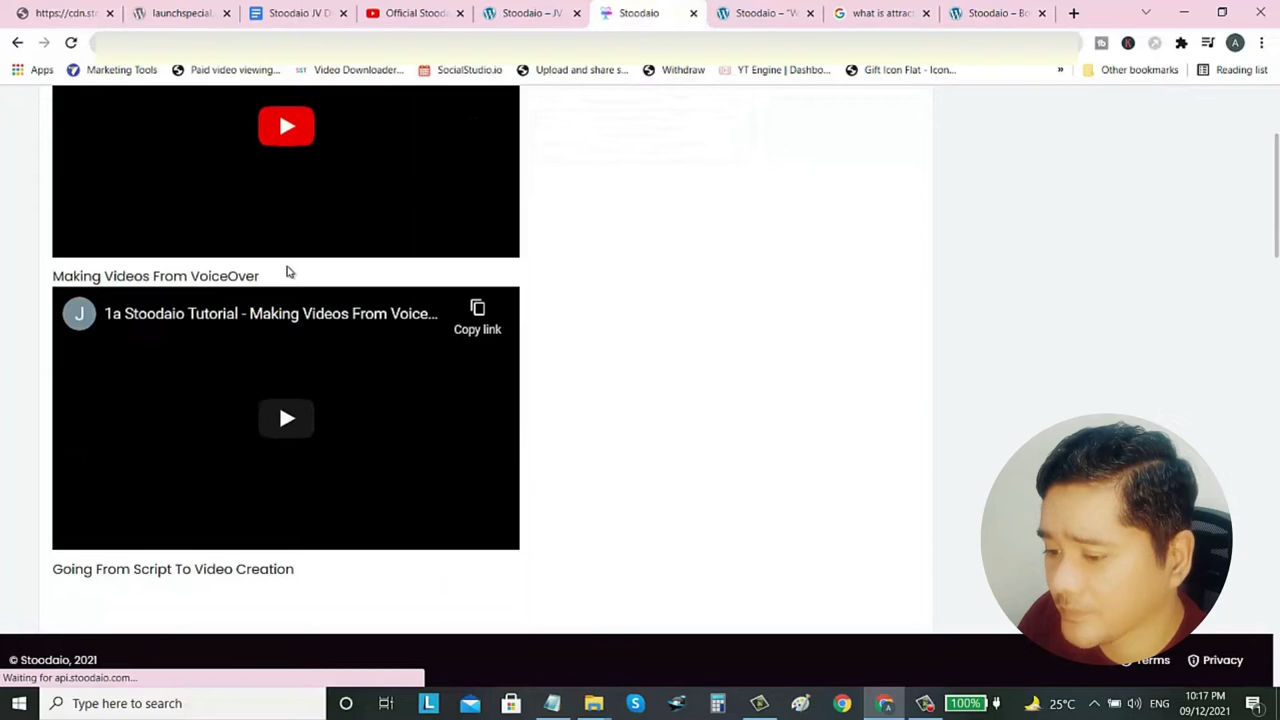 https://cdn.st
launchspecial.
Stoodaio JV D
Official Stooda
Stoodaio – JV
Stoodaio
Stoodaio – "W
what is attract
Stoodaio – Bo
A
Apps
Marketing Tools
Paid video viewing...
SST
Video Downloader...
SocialStudio.io
Upload and share s...
Withdraw
YT Engine | Dashbo...
Gift Icon Flat - Icon...
»
Other bookmarks
Reading list
Making Videos From VoiceOver
J
1a Stoodaio Tutorial - Making Videos From Voice...
Copy link
Going From Script To Video Creation
© Stoodaio, 2021
Terms
Privacy
Waiting for api.stoodaio.com...
Type here to search
L
100%
25°C
ENG
10:17 PM
09/12/2021